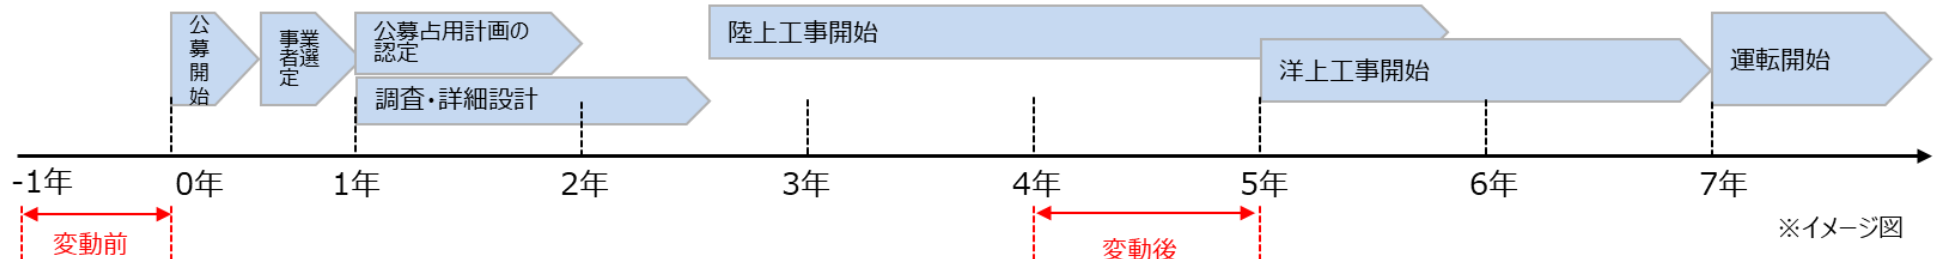 公
募
開
始
事業
者選
定
公募占用計画の
認定
調査・詳細設計
陸上工事開始
洋上工事開始
運転開始
-1年
0年
1年
2年
3年
4年
5年
6年
7年
変動前
変動後
※イメージ図